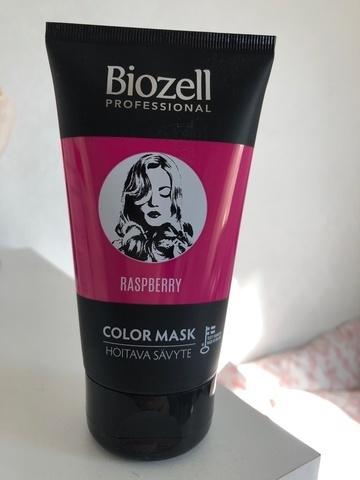 Biozell
PROFESSIONAL
RASPBERRY
COLOR MASK
HOITAVA SÄVYTE